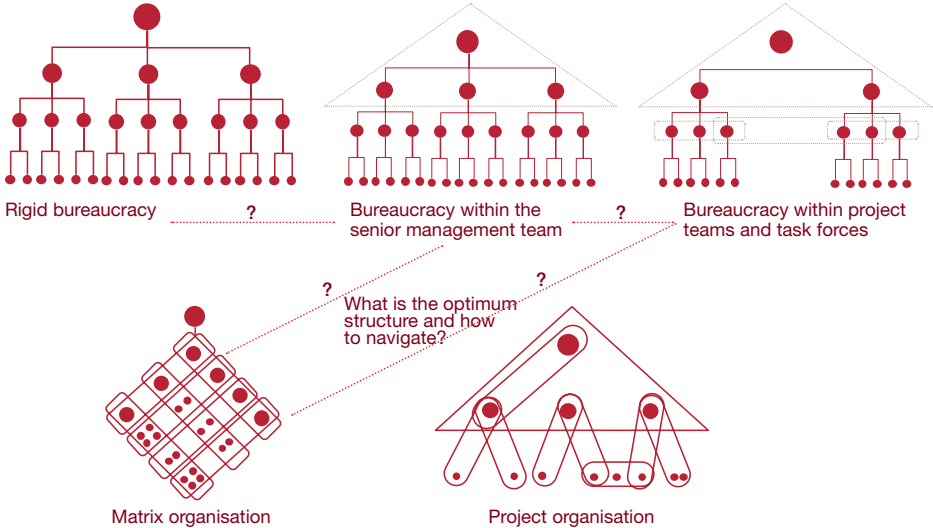 Rigid bureaucracy
?
Bureaucracy within the
senior management team
?
Bureaucracy within project
teams and task forces
?
?
What is the optimum
structure and how
to navigate?
Matrix organisation
Project organisation